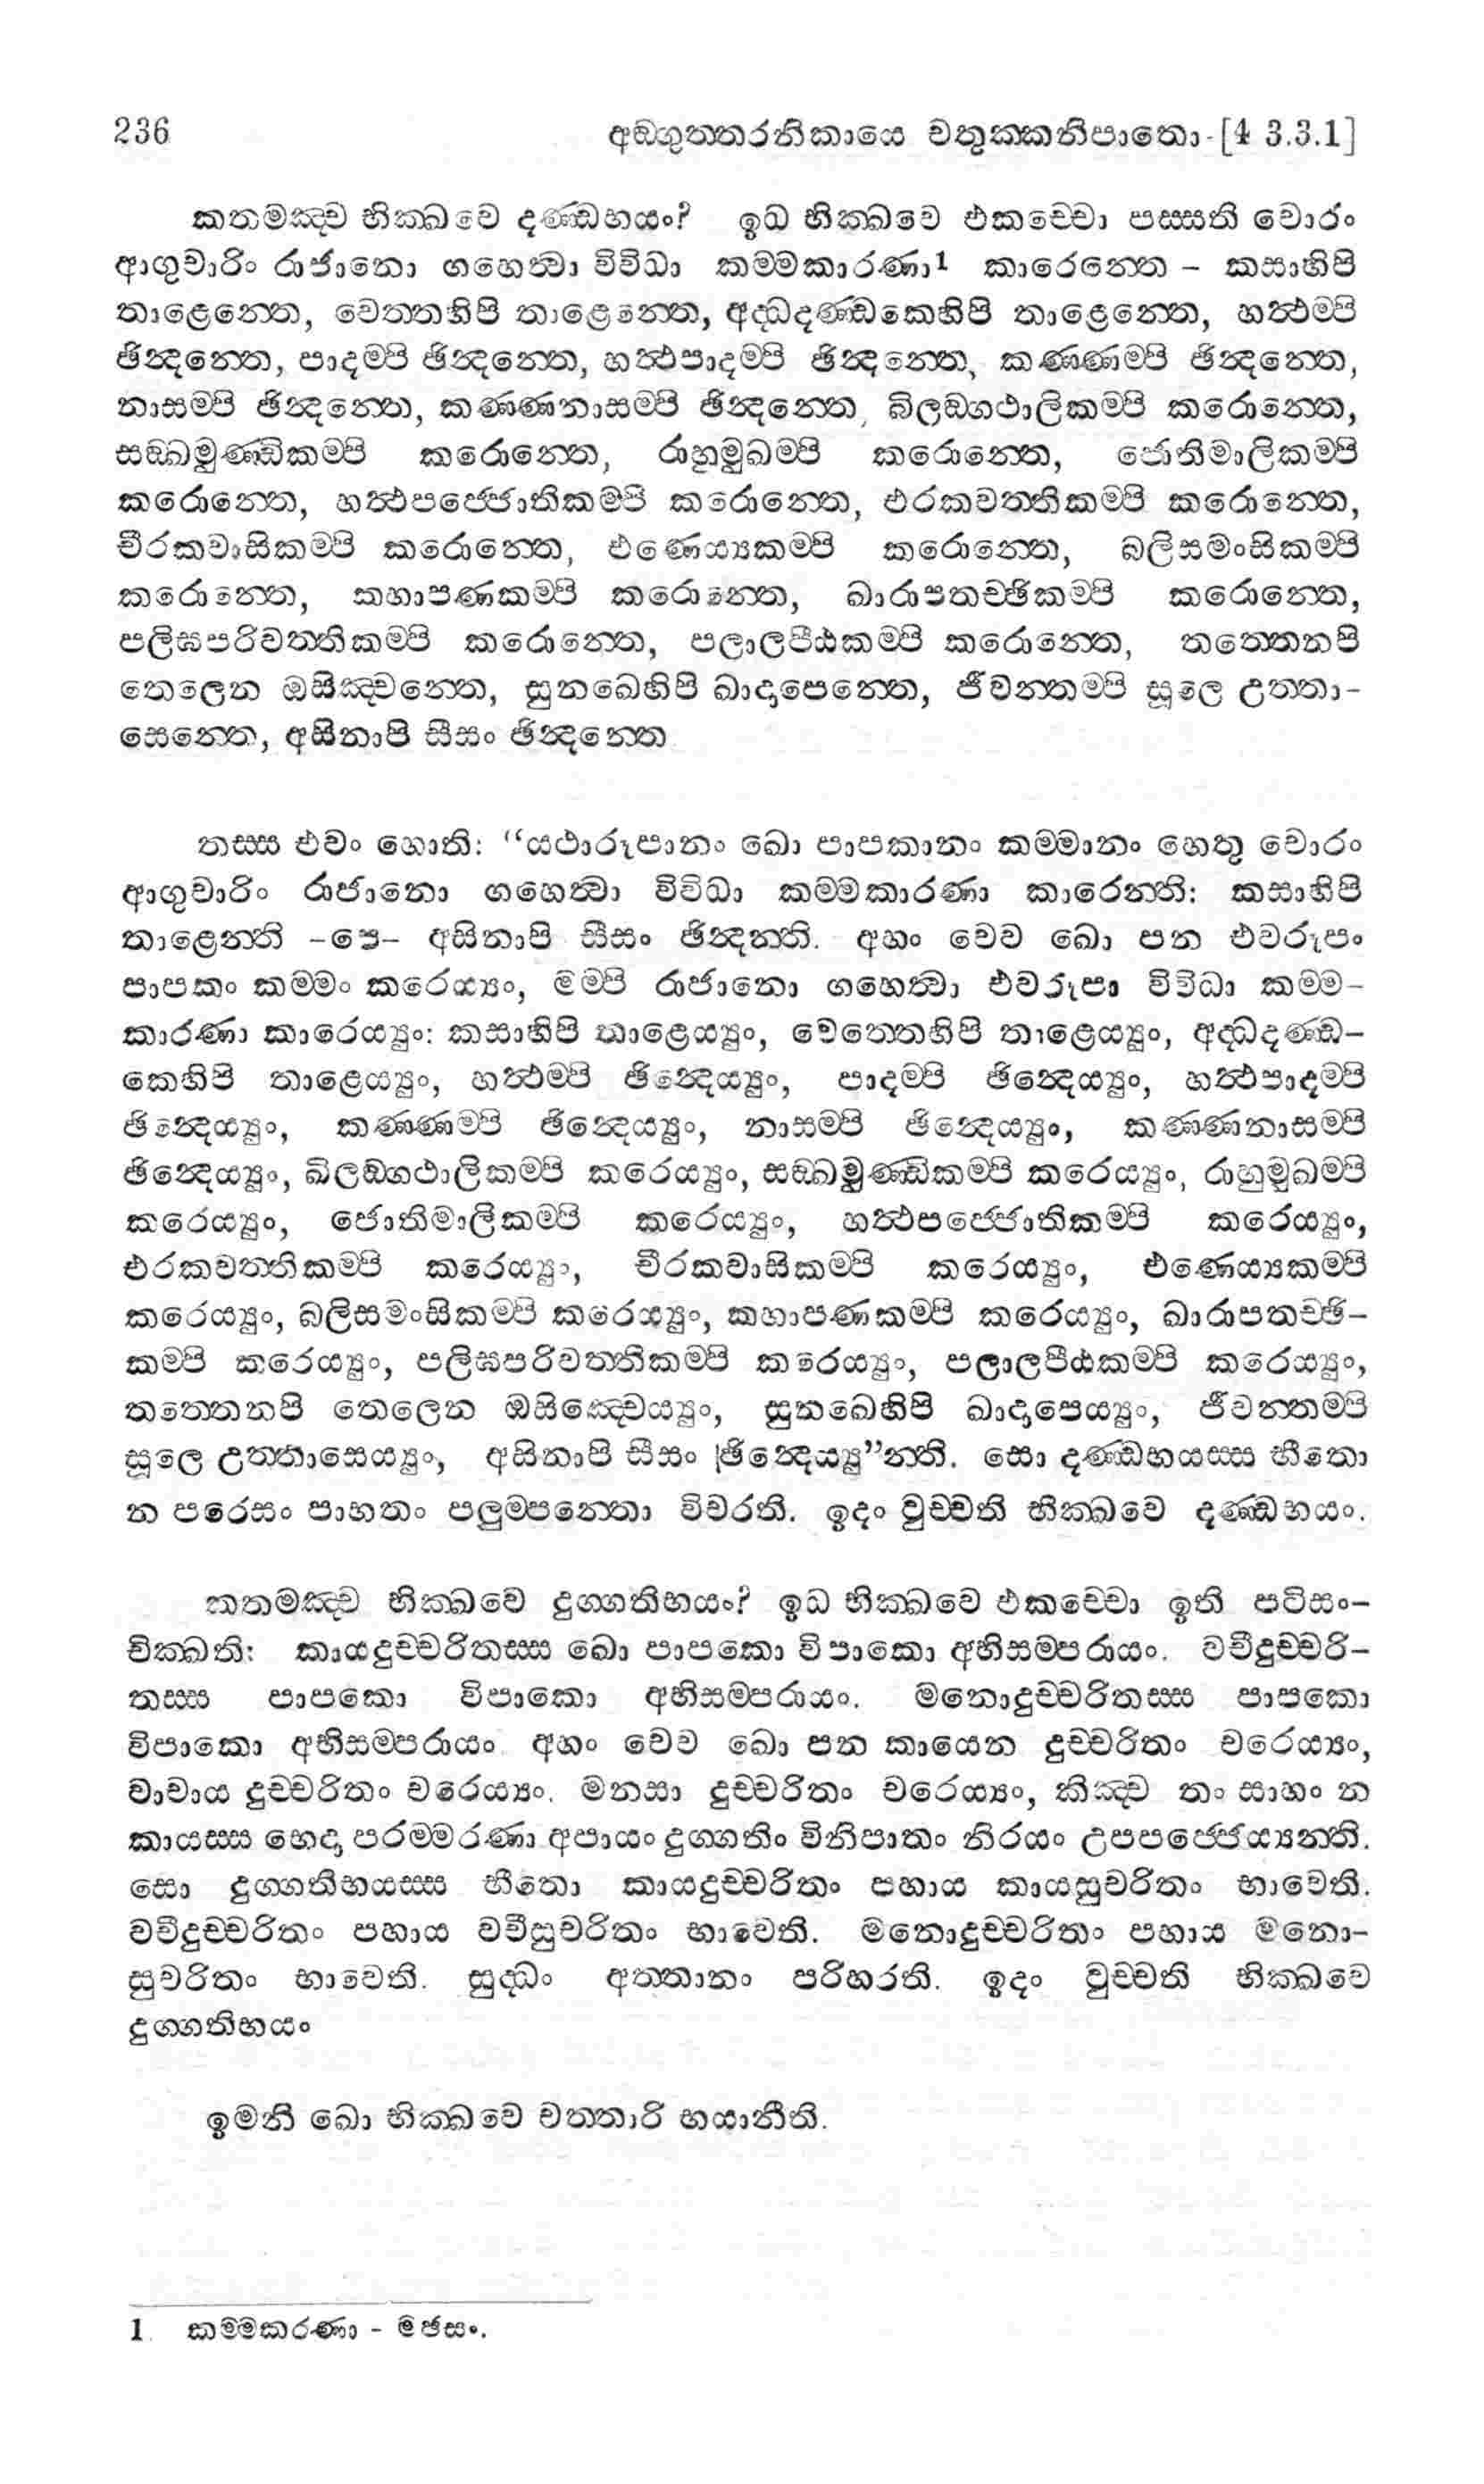 236 අඞ්ගුත්තරනිකායෙ චතුක්කනිපාතො [4 3.3.1]
කතමඤ්ච භික්ඛවෙ දණ්ඩභයං? ඉධ භික්ඛවෙ එකච්චො පස්සති චොරං
ආගුචාරිං රාජානො ගහෙත්වා විවිධා කම්මකාරණා1 කාරෙන්තෙ – කසාහිපි
තාළෙන්තෙ, වෙත්තහිපි තාළෙන්තෙ, අද්ධදණ්ඩකෙහිපි තාළෙන්තෙ, හත්ථම්පි
ඡින්දන්තෙ, පාදම්පි ඡින්දන්තෙ, හත්ථපාදම්පි ඡින්දන්තෙ, කණ්ණම්පි ඡින්දන්තෙ,
නාසම්පි ඡින්දන්තෙ, කණ්ණනාසම්පි ඡින්දන්තෙ, බිලඞ්ගථාලිකම්පි කරොන්තෙ,
සඞ්ඛමුණ්ඩිකම්පි කරොන්තෙ, රාහුමුඛම්පි කරොන්තෙ, ජොතිමාලිකම්පි
කරොන්තෙ, හත්ථපජ්ජොතිකම්පි කරොන්තෙ, එරකවත්තිකම්පි කරොන්තෙ,
චීරකවාසිකම්පි කරොන්තෙ, එණෙය්‍යකම්පි කරොන්තෙ, බලිසමංසිකම්පි
කරොන්තෙ, කහාපණකම්පි කරොන්තෙ, ඛාරාපතච්ඡිකම්පි කරොන්තෙ,
පලිඝපරිවත්තිකම්පි කරොන්තෙ, පලාලපීඨකම්පි කරොන්තෙ, තත්තෙනපි
තෙලෙන ඔසිඤ්චන්තෙ, සුනඛෙහිපි ඛාදාපෙන්තෙ, ජීවන්තම්පි සූලෙ උත්තා-
සෙන්තෙ, අසිනාපි සීසං ඡින්දන්තෙ
තස්ස එවං හොති: “යථාරූපානං ඛො පාපකානං කම්මානං හෙතු චොරං
ආගුචාරිං රාජානො ගහෙත්වා විවිධා කම්මකාරණා කාරෙන්ති: කසාහිපි
තාළෙන්ති –පෙ– අසිනාපි සීසං ඡින්දන්ති. අහං චෙව ඛො පන එවරූපං
පාපකං කම්මං කරෙය්‍යං, මම්පි රාජානො ගහෙත්වා එවරූපා විවිධා කම්ම-
කාරණා කාරෙය්‍යුං: කසාහිපි තාළෙය්‍යුං, වෙත්තෙහිපි තාළෙය්‍යුං, අද්ධදණ්ඩ-
කෙහිපි තාළෙය්‍යුං, හත්ථම්පි ඡින්දෙය්‍යුං, පාදම්පි ඡින්දෙය්‍යුං, හත්ථපාදම්පි
ඡින්දෙය්‍යුං, කණ්ණම්පි ඡින්දෙය්‍යුං, නාසම්පි ඡින්දෙය්‍යුං, කණ්ණනාසම්පි
ඡින්දෙය්‍යුං, ඛිලඞ්ගථාලිකම්පි කරෙය්‍යුං, සඞ්ඛමුණ්ඩිකම්පි කරෙය්‍යුං, රාහුමුඛම්පි
කරෙය්‍යුං, ජොතිමාලිකම්පි කරෙය්‍යුං, හත්ථපජ්ජොතිකම්පි කරෙය්‍යුං,
එරකවත්තිකම්පි කරෙය්‍යුං, චීරකවාසිකම්පි කරෙය්‍යුං, එණෙය්‍යකම්පි
කරෙය්‍යුං, බලිසමංසිකම්පි කරෙය්‍යුං, කහාපණකම්පි කරෙය්‍යුං, ඛාරාපතච්ඡි-
කම්පි කරෙය්‍යුං, පලිඝපරිවත්තිකම්පි කරෙය්‍යුං, පලාලපීඨකම්පි කරෙය්‍යුං,
තත්තෙනපි තෙලෙන ඔසිඤ්චෙය්‍යුං, සුනඛෙහිපි ඛාදාපෙය්‍යුං, ජීවන්තම්පි
සූලෙ උත්තාසෙය්‍යුං, අසිනාපි සීසං ඡින්දෙය්‍යු”න්ති. සො දණ්ඩභයස්ස භීතො
න පරෙසං පාහතං පලුම්පන්තො විචරති. ඉදං වුච්චති භික්ඛවෙ දණ්ඩභයං.
කතමඤ්ච භික්ඛවෙ දුග්ගතිභයං? ඉධ භික්ඛවෙ එකච්චො ඉති පටිසං-
චික්ඛති: කායදුච්චරිතස්ස ඛො පාපකො විපාකො අභිසම්පරායං. වචීදුච්චරි-
තස්ස පාපකො විපාකො අභිසම්පරායං. මනොදුච්චරිතස්ස පාපකො
විපාකො අභිසම්පරායං. අහං චෙව ඛො පන කායෙන දුච්චරිතං චරෙය්‍යං,
වාචාය දුච්චරිතං චරෙය්‍යං. මනසා දුච්චරිතං චරෙය්‍යං, කිඤ්ච තං සාහං න
කායස්ස භෙදා පරම්මරණා අපායං දුග්ගතිං විනිපාතං නිරයං උපපජ්ජෙය්‍යන්ති.
සො දුග්ගතිභයස්ස භීතො කායදුච්චරිතං පහාය කායසුචරිතං භාවෙති.
වචීදුච්චරිතං පහාය වචීසුචරිතං භාවෙති. මනොදුච්චරිතං පහාය මනො-
සුචරිතං භාවෙති. සුද්ධං අත්තානං පරිහරති. ඉදං වුච්චති භික්ඛවෙ
දුග්ගතිභයං
ඉමනි ඛො භික්ඛවෙ චත්තාරි භයානීති.
1. කම්මකරණා – මඡසං.